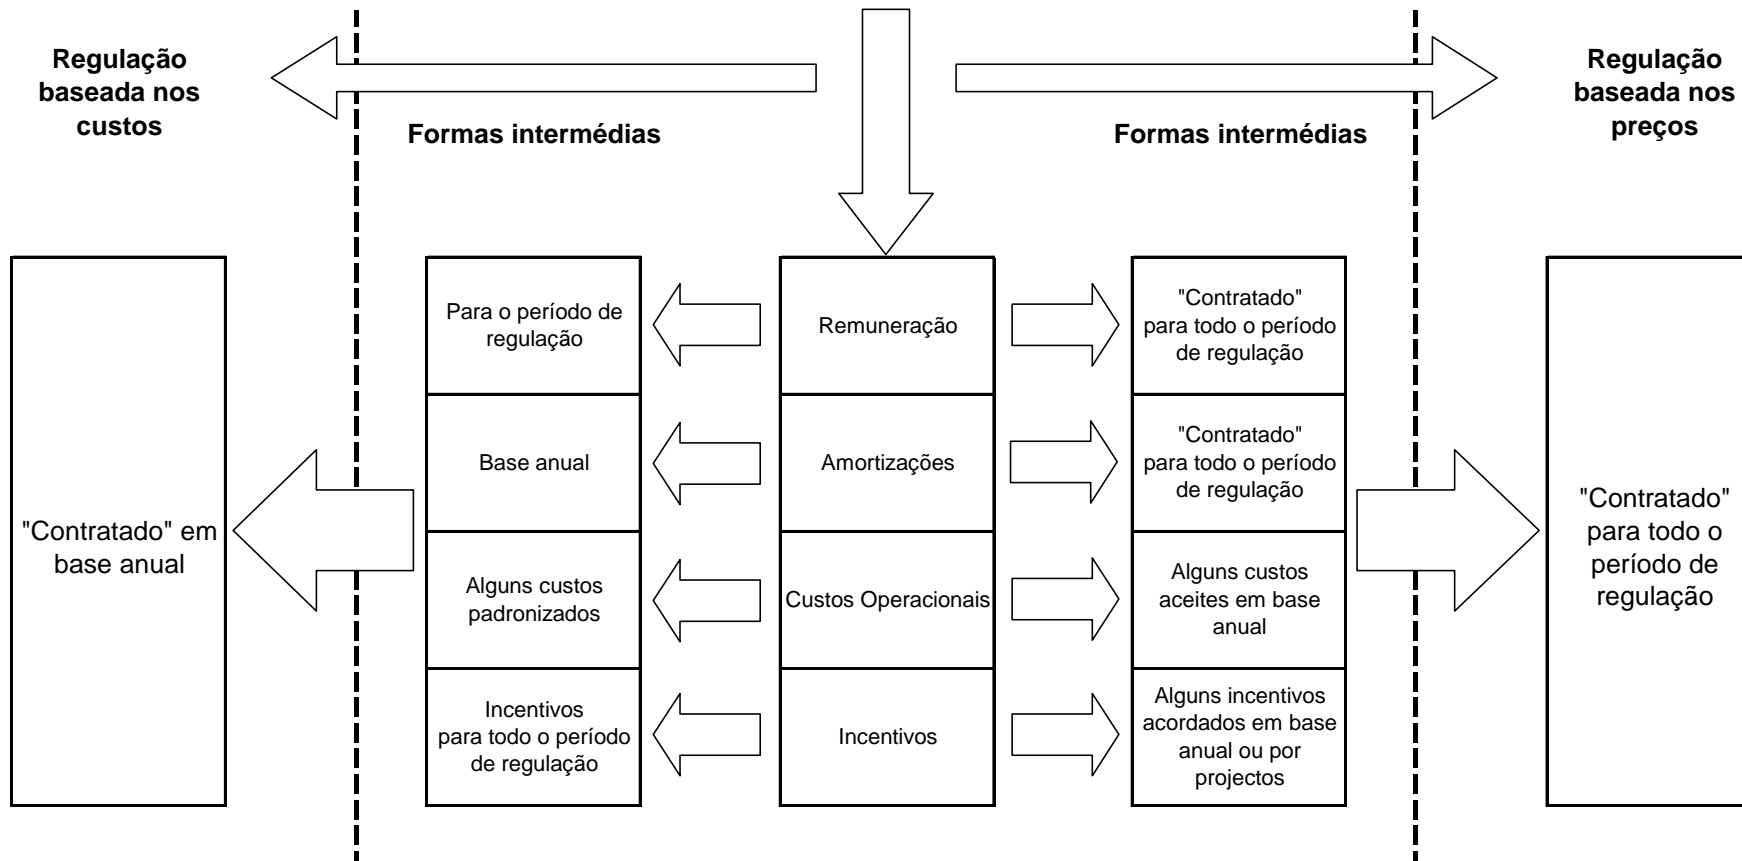 Regulação
baseada nos
custos
Formas intermédias
Formas intermédias
Regulação
baseada nos
preços
"Contratado" em
base anual
Para o período de
regulação
Remuneração
"Contratado"
para todo o período
de regulação
Base anual
Amortizações
"Contratado"
para todo o período
de regulação
Alguns custos
padronizados
Custos Operacionais
Alguns custos
aceites em base
anual
Incentivos
para todo o período
de regulação
Incentivos
Alguns incentivos
acordados em base
anual ou por
projectos
"Contratado"
para todo o
período de
regulação